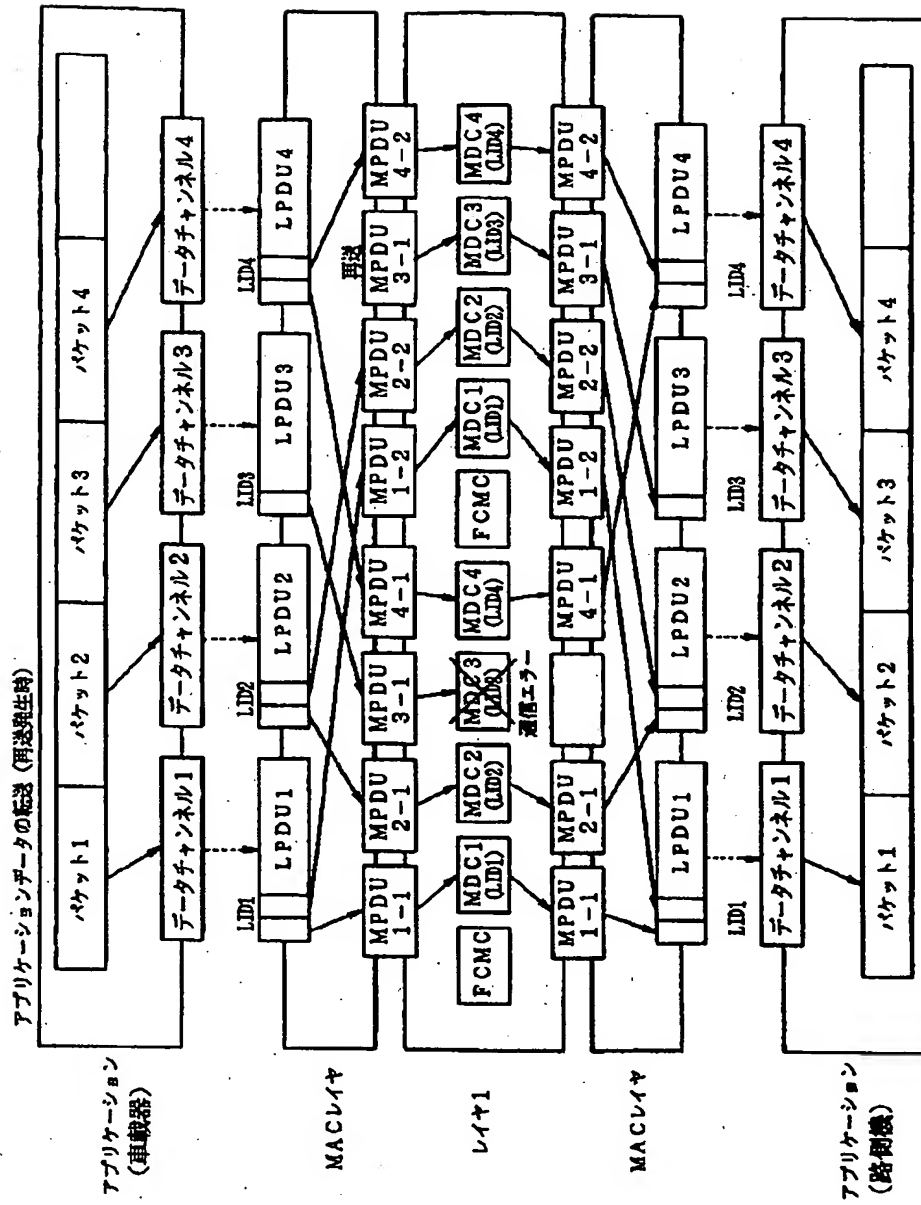 アプリケーションデータの転送 (再送発生時)
アプリケーション
(車載器)
パケット1 パケット2 パケット3 パケット4
データチャンネル1 データチャンネル2 データチャンネル3 データチャンネル4
MACレイヤ
LID1 LID2 LID3 LID4
LPDU1 LPDU2 LPDU3 LPDU4
再送
MPDU 1-1
MPDU 2-1
MPDU 3-1
MPDU 4-1
MPDU 1-2
MPDU 2-2
MPDU 3-1
MPDU 4-2
レイヤ1
FCMC
MDC1 (LID1)
MDC2 (LID2)
MDC3 (LID3)
通信エラー
MDC4 (LID4)
FCMC
MDC1 (LID1)
MDC2 (LID2)
MDC3 (LID3)
MDC4 (LID4)
MPDU 1-1
MPDU 2-1
MPDU 4-1
MPDU 1-2
MPDU 2-2
MPDU 3-1
MPDU 4-2
MACレイヤ
LPDU1 LPDU2 LPDU3 LPDU4
LID1 LID2 LID3 LID4
アプリケーション
(路側機)
データチャンネル1 データチャンネル2 データチャンネル3 データチャンネル4
パケット1 パケット2 パケット3 パケット4